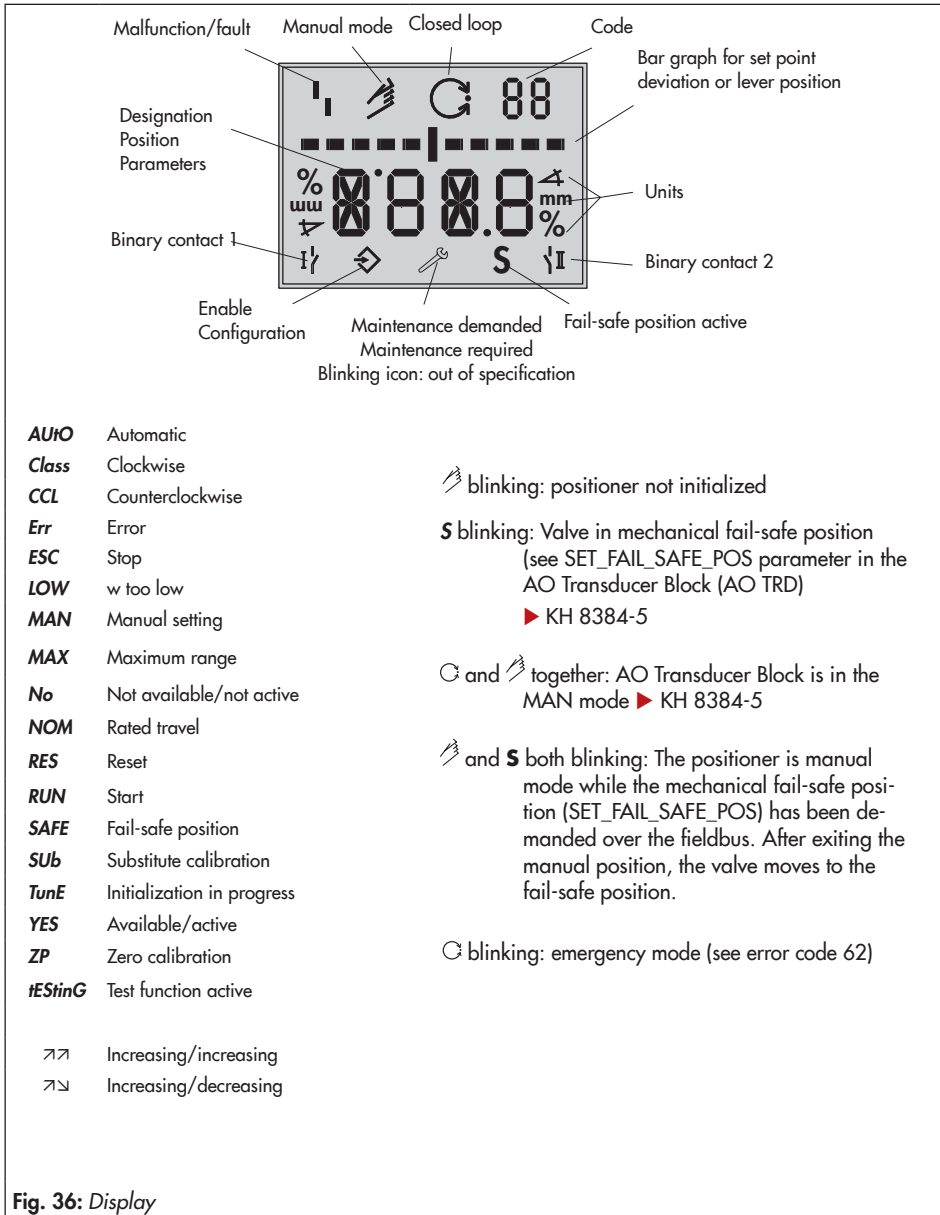 Malfunction/fault
Manual mode
Closed loop
Code
Bar graph for set point
deviation or lever position
Designation
Position
Parameters
88
%
mm
8.8.8.8
mm
%
S
I
II
Units
Binary contact 1
Binary contact 2
Enable
Configuration
Maintenance demanded
Maintenance required
Blinking icon: out of specification
Fail-safe position active
AUtO Automatic
Class Clockwise
CCL Counterclockwise
Err Error
ESC Stop
LOW w too low
MAN Manual setting
MAX Maximum range
No Not available/not active
NOM Rated travel
RES Reset
RUN Start
SAFE Fail-safe position
SUb Substitute calibration
TunE Initialization in progress
YES Available/active
ZP Zero calibration
tEStinG Test function active
↗↗ Increasing/increasing
↗↘ Increasing/decreasing
blinking: positioner not initialized
S blinking: Valve in mechanical fail-safe position
(see SET_FAIL_SAFE_POS parameter in the
AO Transducer Block (AO TRD)
▶ KH 8384-5
and together: AO Transducer Block is in the
MAN mode ▶ KH 8384-5
and S both blinking: The positioner is manual
mode while the mechanical fail-safe posi-
tion (SET_FAIL_SAFE_POS) has been de-
manded over the fieldbus. After exiting the
manual position, the valve moves to the
fail-safe position.
blinking: emergency mode (see error code 62)
Fig. 36: Display